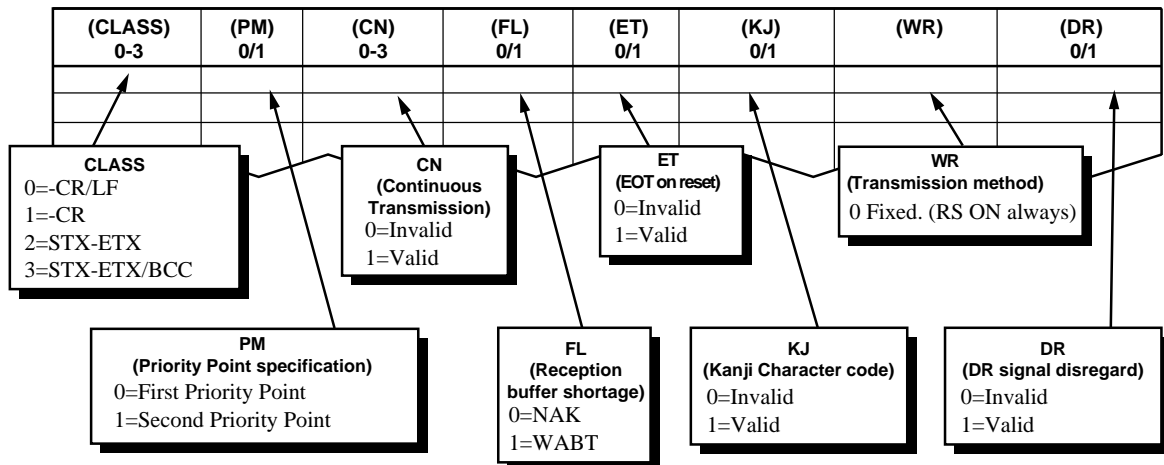 (CLASS) (PM) (CN) (FL) (ET) (KJ) (WR) (DR)
0-3 0/1 0-3 0/1 0/1 0/1 0/1
CLASS
0=-CR/LF
1=-CR
2=STX-ETX
3=STX-ETX/BCC
CN
(Continuous
Transmission)
0=Invalid
1=Valid
ET
(EOT on reset)
0=Invalid
1=Valid
WR
(Transmission method)
0 Fixed. (RS ON always)
PM
(Priority Point specification)
0=First Priority Point
1=Second Priority Point
FL
(Reception
buffer shortage)
0=NAK
1=WABT
KJ
(Kanji Character code)
0=Invalid
1=Valid
DR
(DR signal disregard)
0=Invalid
1=Valid